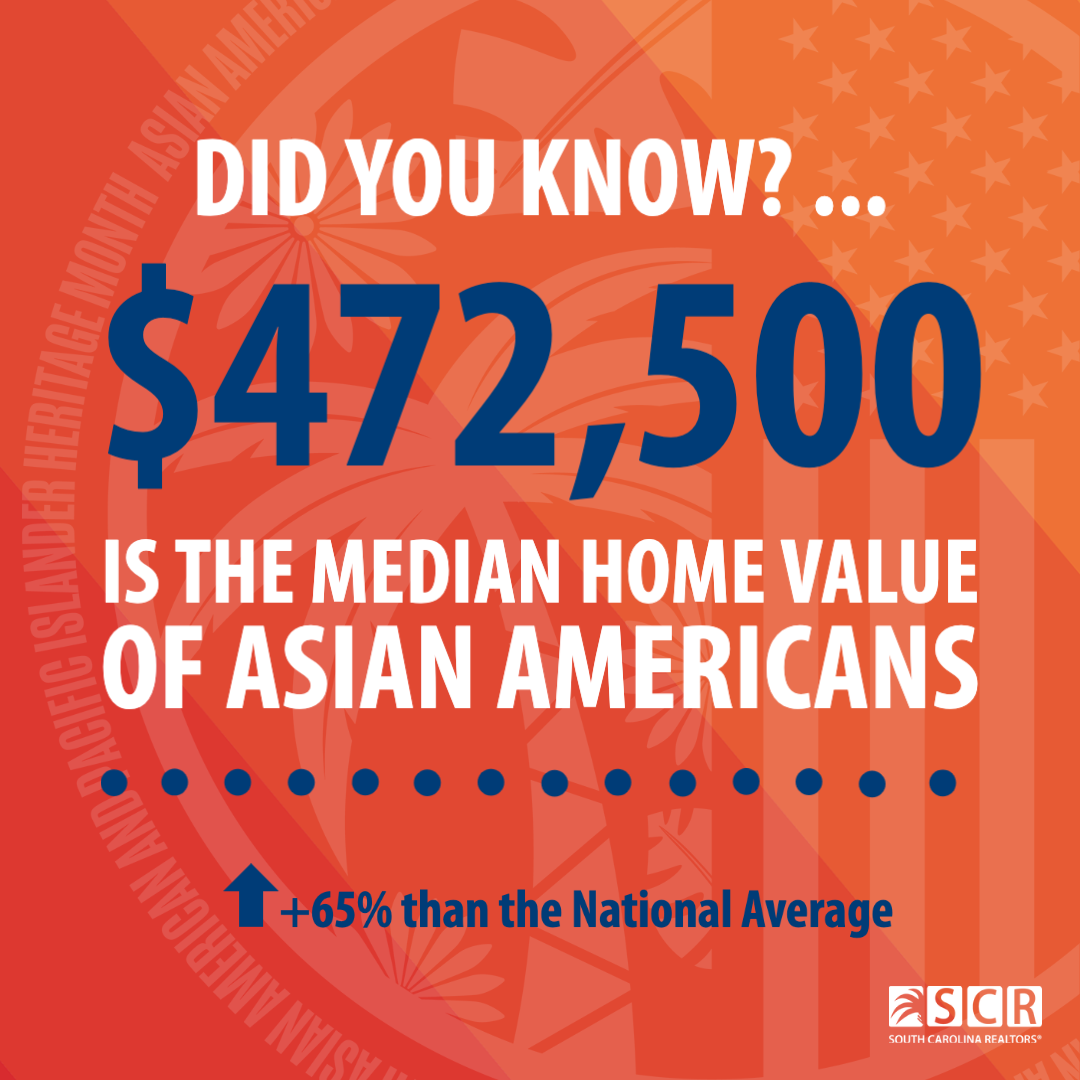 DID YOU KNOW? ...
$472,500
IS THE MEDIAN HOME VALUE
OF ASIAN AMERICANS
+65% than the National Average
SCR
SOUTH CAROLINA REALTORS®
ASIAN AMERICAN AND PACIFIC ISLANDER HERITAGE MONTH ASIAN AMERIC